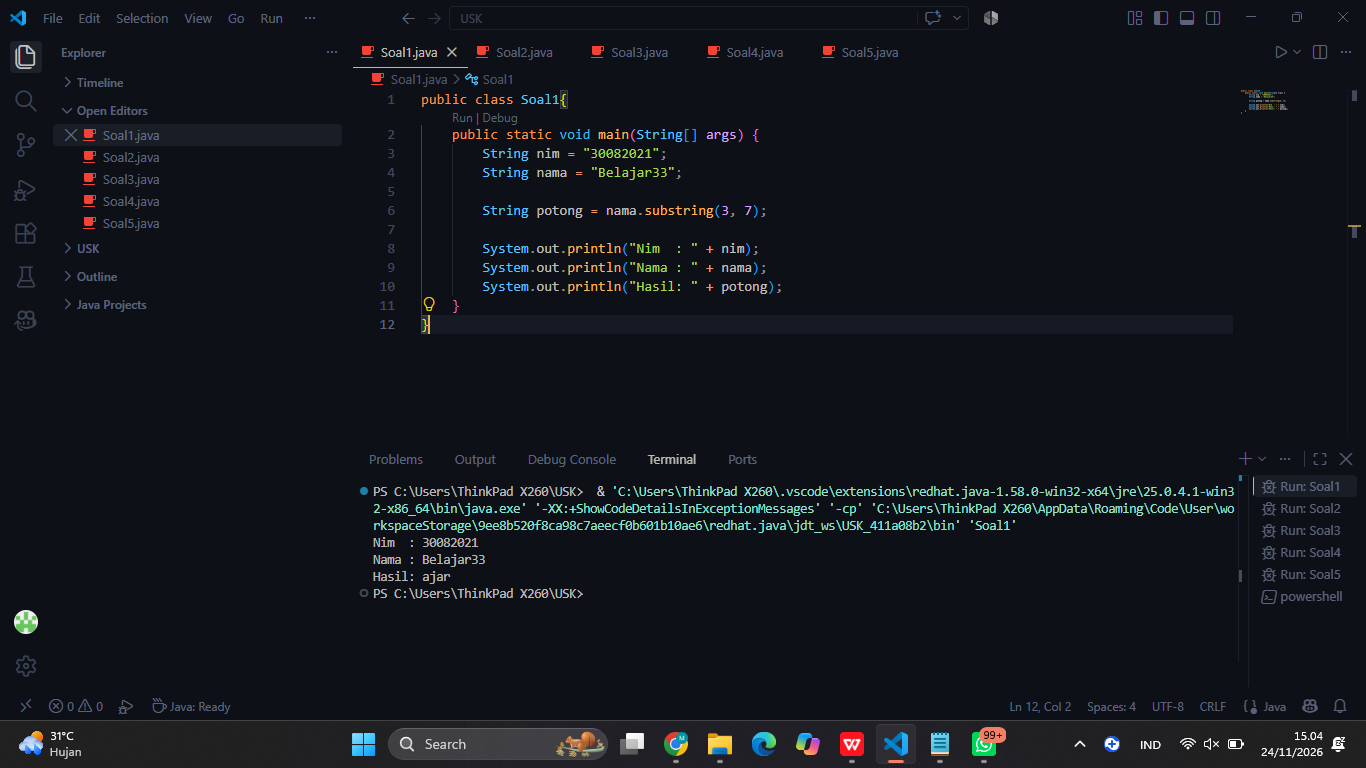 File Edit Selection View Go Run ··· USK
Explorer ···
Timeline
Open Editors
Soal1.java
Soal2.java
Soal3.java
Soal4.java
Soal5.java
USK
Outline
Java Projects
Soal1.java Soal2.java Soal3.java Soal4.java Soal5.java
Soal1.java > Soal1
1 public class Soal1{
Run | Debug
2 public static void main(String[] args) {
3 String nim = "30082021";
4 String nama = "Belajar33";
5
6 String potong = nama.substring(3, 7);
7
8 System.out.println("Nim  : " + nim);
9 System.out.println("Nama : " + nama);
10 System.out.println("Hasil: " + potong);
11 }
12 }
Problems Output Debug Console Terminal Ports
PS C:\Users\ThinkPad X260\USK>  & 'C:\Users\ThinkPad X260\.vscode\extensions\redhat.java-1.58.0-win32-x64\jre\25.0.4.1-win3
2-x86_64\bin\java.exe' '-XX:+ShowCodeDetailsInExceptionMessages' '-cp' 'C:\Users\ThinkPad X260\AppData\Roaming\Code\User\wo
rkspaceStorage\9ee8b520f8ca98c7aeecf0b601b10ae6\redhat.java\jdt_ws\USK_411a08b2\bin' 'Soal1'
Nim  : 30082021
Nama : Belajar33
Hasil: ajar
PS C:\Users\ThinkPad X260\USK>
Run: Soal1
Run: Soal2
Run: Soal3
Run: Soal4
Run: Soal5
powershell
0 0 Java: Ready Ln 12, Col 2 Spaces: 4 UTF-8 CRLF Java
31°C
Hujan
Search
99+
IND
15.04
24/11/2026